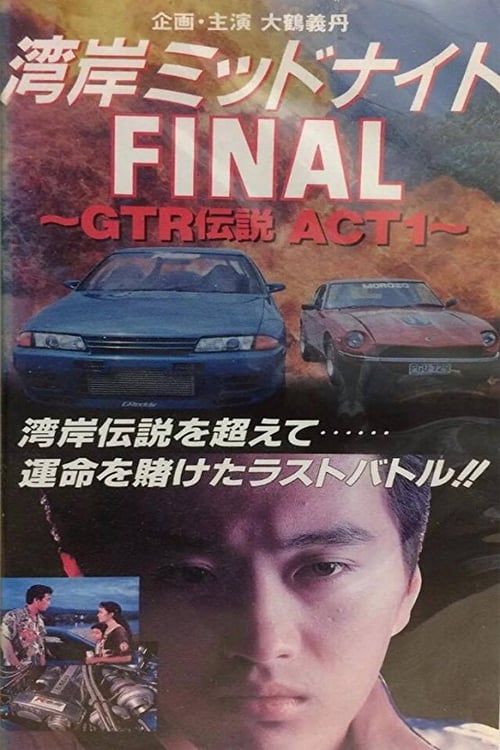 企画・主演 大鶴義丹
湾岸ミッドナイト
FINAL
～GTR伝説 ACT1～
MOROSO
GReddy
湾岸伝説を超えて……
運命を賭けたラストバトル!!